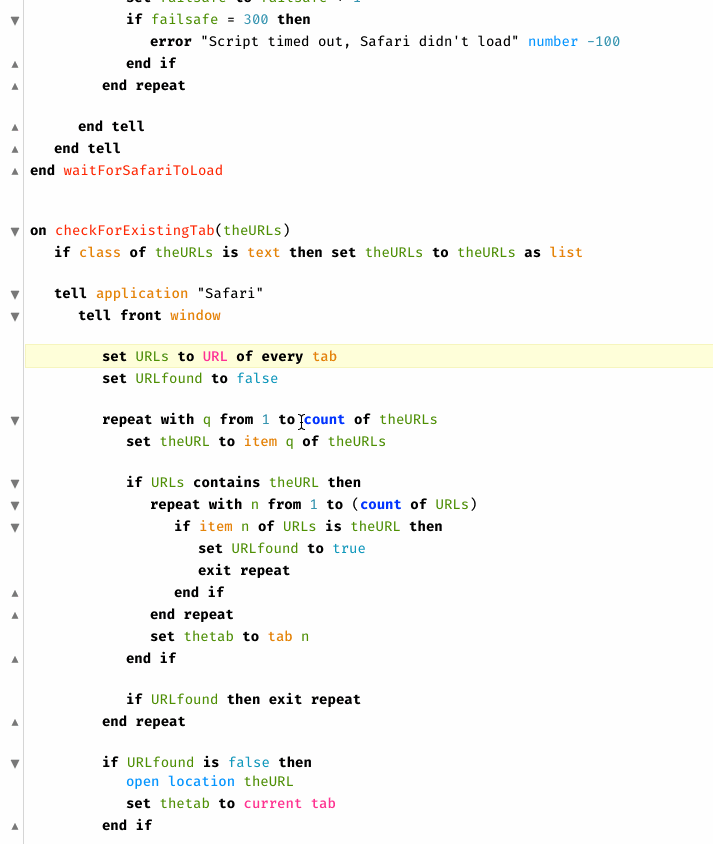 if failsafe = 300 then
error "Script timed out, Safari didn't load" number -100
end if
end repeat
end tell
end tell
end waitForSafariToLoad
on checkForExistingTab(theURLs)
if class of theURLs is text then set theURLs to theURLs as list
tell application "Safari"
tell front window
set URLs to URL of every tab
set URLfound to false
repeat with q from 1 to count of theURLs
set theURL to item q of theURLs
if URLs contains theURL then
repeat with n from 1 to (count of URLs)
if item n of URLs is theURL then
set URLfound to true
exit repeat
end if
end repeat
set thetab to tab n
end if
if URLfound then exit repeat
end repeat
if URLfound is false then
open location theURL
set thetab to current tab
end if